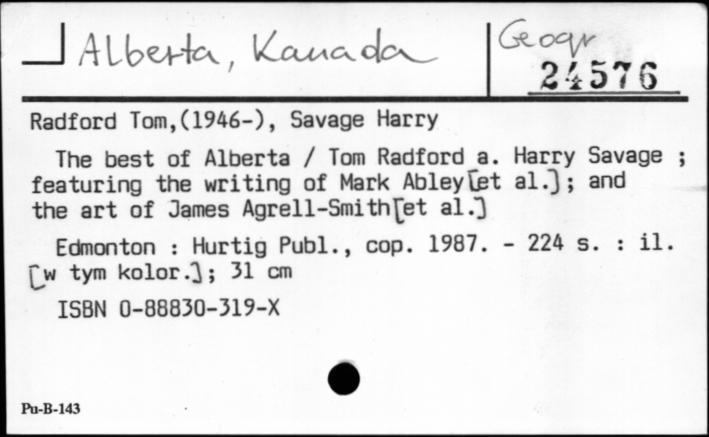 Alberta, Kanada
Geogr
24576
Radford Tom,(1946-), Savage Harry
The best of Alberta / Tom Radford a. Harry Savage ;
featuring the writing of Mark Abley[et al.]; and
the art of James Agrell-Smith[et al.]
Edmonton : Hurtig Publ., cop. 1987. - 224 s. : il.
[w tym kolor.]; 31 cm
ISBN 0-88830-319-X
Pu-B-143